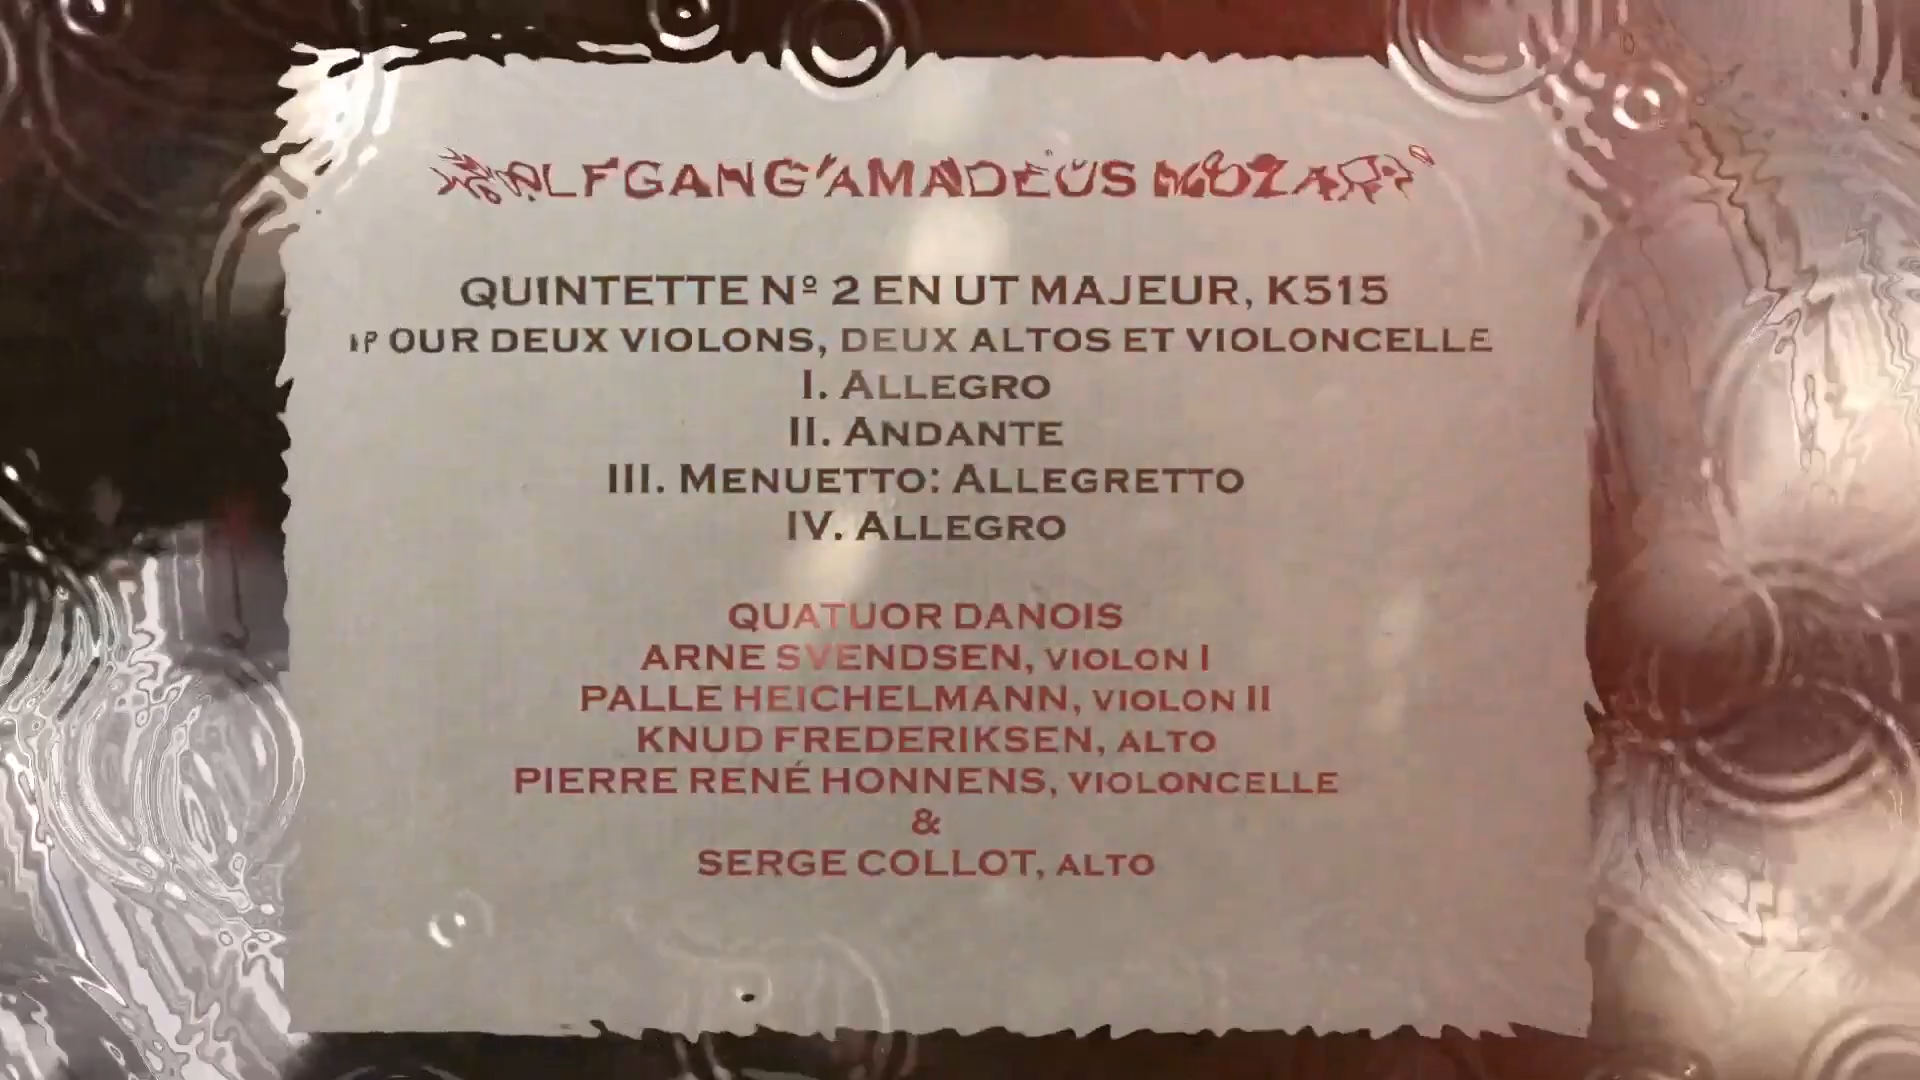 WOLFGANG AMADEUS MOZART
QUINTETTE Nº 2 EN UT MAJEUR, K515
POUR DEUX VIOLONS, DEUX ALTOS ET VIOLONCELLE
I. ALLEGRO
II. ANDANTE
III. MENUETTO: ALLEGRETTO
IV. ALLEGRO
QUATUOR DANOIS
ARNE SVENDSEN, VIOLON I
PALLE HEICHELMANN, VIOLON II
KNUD FREDERIKSEN, ALTO
PIERRE RENÉ HONNENS, VIOLONCELLE
&
SERGE COLLOT, ALTO